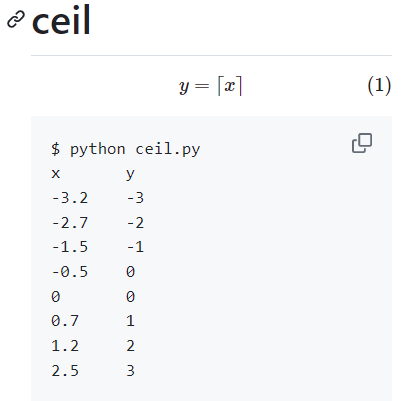 ceil
y = ⌈x⌉ (1)
$ python ceil.py
x y
-3.2 -3
-2.7 -2
-1.5 -1
-0.5 0
0 0
0.7 1
1.2 2
2.5 3